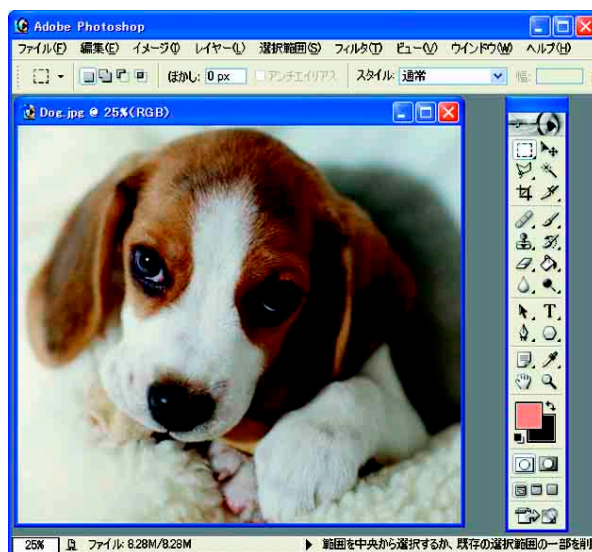 Adobe Photoshop
ファイル(F) 編集(E) イメージ(I) レイヤー(L) 選択範囲(S) フィルタ(T) ビュー(V) ウインドウ(W) ヘルプ(H)
ぼかし: 0 px アンチエイリアス スタイル: 通常 幅:
Dog.jpg @ 25%(RGB)
T
25% ファイル: 8.28M/8.28M 範囲を中央から選択するか、既存の選択範囲の一部を削